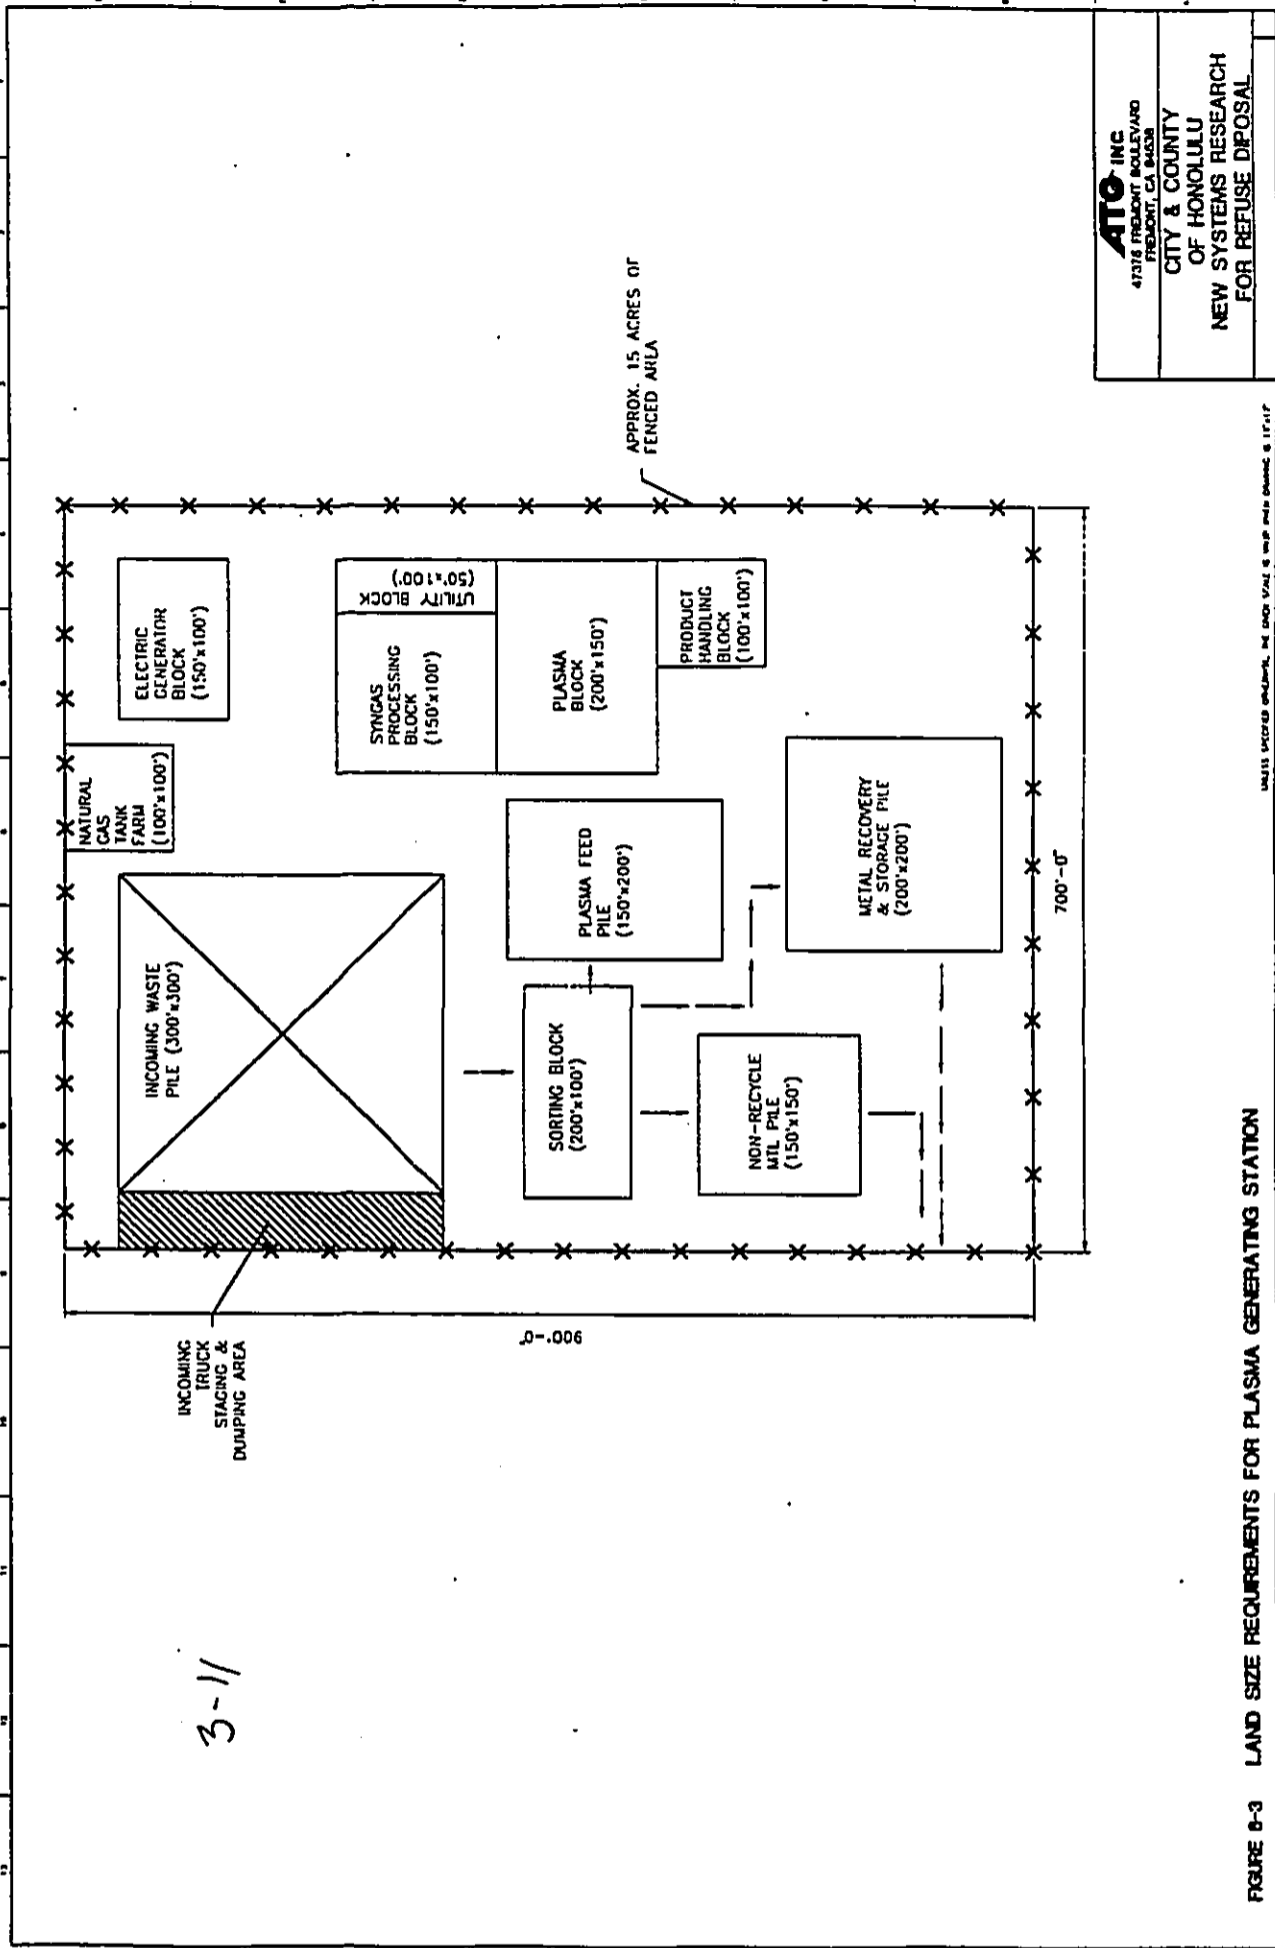 3-11
INCOMING
TRUCK
STAGING &
DUMPING AREA
INCOMING WASTE
PILE (300'x300')
NATURAL
GAS
TANK
FARM
(100'x100')
ELECTRIC
GENERATOR
BLOCK
(150'x100')
SYNGAS
PROCESSING
BLOCK
(150'x100')
UTILITY BLOCK
(50'x100')
PLASMA
BLOCK
(200'x150')
PRODUCT
HANDLING
BLOCK
(100'x100')
PLASMA FEED
PILE
(150'x200')
SORTING BLOCK
(200'x100')
NON-RECYCLE
MTL PILE
(150'x150')
METAL RECOVERY
& STORAGE PILE
(200'x200')
900'-0"
700'-0"
APPROX. 15 ACRES OF
FENCED AREA
ATG INC.
47375 FREMONT BOULEVARD
FREMONT, CA 94538
CITY & COUNTY
OF HONOLULU
NEW SYSTEMS RESEARCH
FOR REFUSE DIPOSAL
FIGURE 8-3 LAND SIZE REQUIREMENTS FOR PLASMA GENERATING STATION